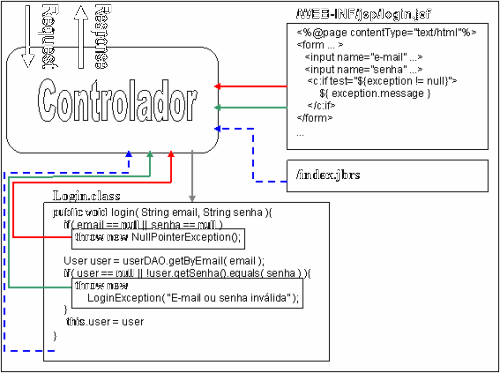 Request
Response
Controlador
/WEB-INF/jsp/login.jsf
<%@page contentType="text/html"%>
<form ... >
<input name="e-mail" ...>
<input name="senha" ...>
<c:if test="${exception != null}">
${ exception.message }
</c:if>
</form>
...
/index.jbrs
Login.class
public void login( String email, String senha ){
if( email == null || senha == null )
throw new NullPointerException();
User user = userDAO.getByEmail( email );
if( user == null || !user.getSenha().equals( senha ) ){
throw new
LoginException( "E-mail ou senha inválida" );
}
this.user = user
}